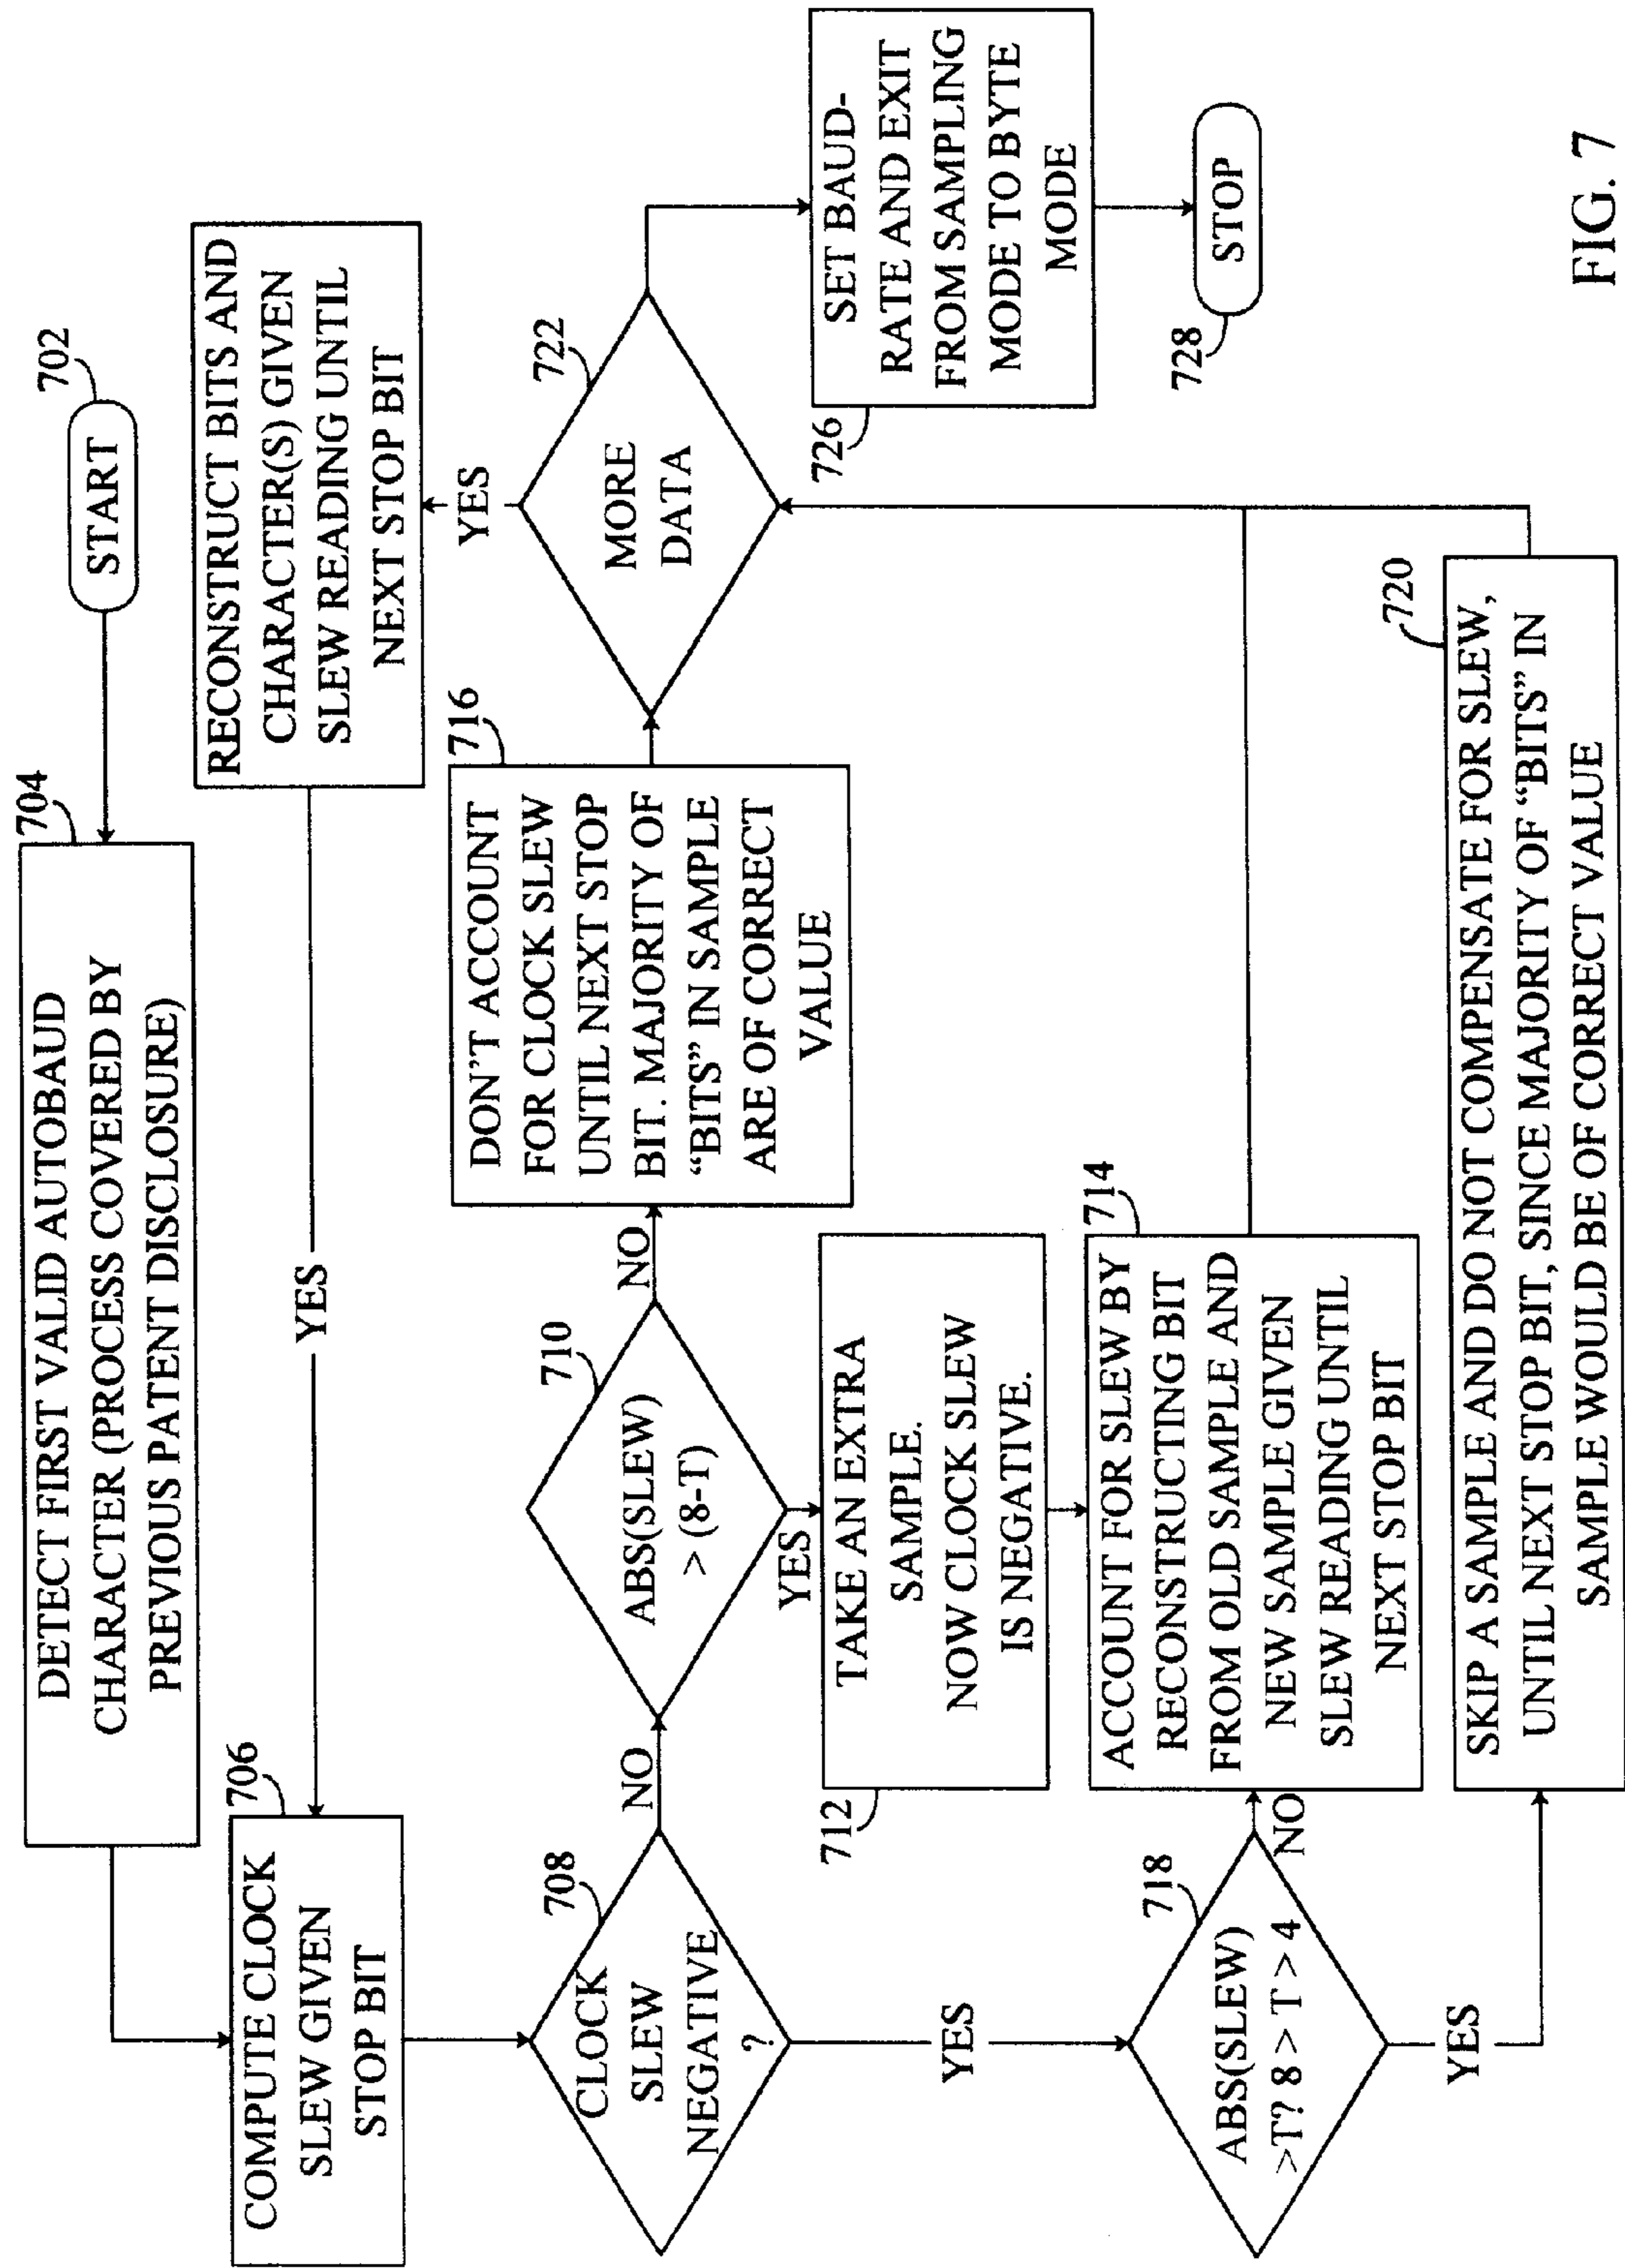 702
START
704
DETECT FIRST VALID AUTOBAUD
CHARACTER (PROCESS COVERED BY
PREVIOUS PATENT DISCLOSURE)
706
COMPUTE CLOCK
SLEW GIVEN
STOP BIT
YES
RECONSTRUCT BITS AND
CHARACTER(S) GIVEN
SLEW READING UNTIL
NEXT STOP BIT
708
CLOCK
SLEW
NEGATIVE
?
NO
710
ABS(SLEW)
> (8-T)
NO
716
DON'T ACCOUNT
FOR CLOCK SLEW
UNTIL NEXT STOP
BIT. MAJORITY OF
“BITS” IN SAMPLE
ARE OF CORRECT
VALUE
722
MORE
DATA
YES
YES
712
TAKE AN EXTRA
SAMPLE.
NOW CLOCK SLEW
IS NEGATIVE.
726
SET BAUD-
RATE AND EXIT
FROM SAMPLING
MODE TO BYTE
MODE
YES
718
ABS(SLEW)
>T? 8 > T > 4
NO
714
ACCOUNT FOR SLEW BY
RECONSTRUCTING BIT
FROM OLD SAMPLE AND
NEW SAMPLE GIVEN
SLEW READING UNTIL
NEXT STOP BIT
728
STOP
YES
720
SKIP A SAMPLE AND DO NOT COMPENSATE FOR SLEW,
UNTIL NEXT STOP BIT, SINCE MAJORITY OF “BITS” IN
SAMPLE WOULD BE OF CORRECT VALUE
FIG. 7